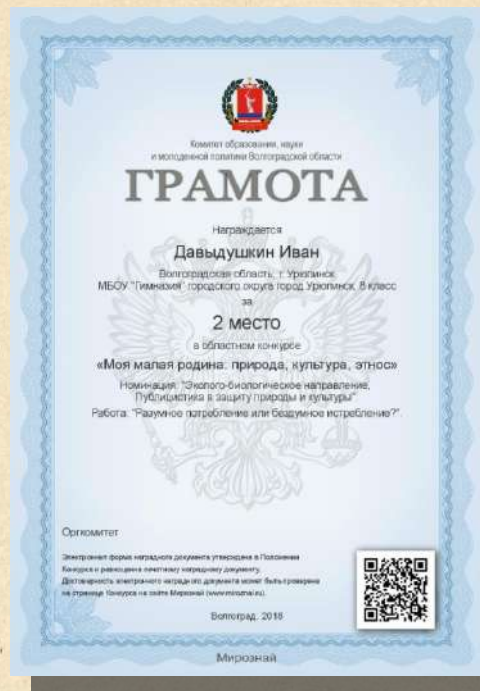 Комитет образования, науки
и молодежной политики Волгоградской области
ГРАМОТА
Награждается
Давыдушкин Иван
Волгоградская область, г. Урюпинск
МБОУ "Гимназия" городского округа город Урюпинск, 8 класс
за
2 место
в областном конкурсе
«Моя малая родина: природа, культура, этнос»
Номинация: "Эколого-биологическое направление.
Публицистика в защиту природы и культуры".
Работа: "Разумное потребление или бездумное истребление?".
Оргкомитет
Электронная форма наградного документа утверждена в Положении
Конкурса и равноценна печатному наградному документу.
Достоверность электронного наградного документа может быть проверена
на странице Конкурса на сайте Мирознай (www.miroznai.ru).
Волгоград, 2018
Мирознай